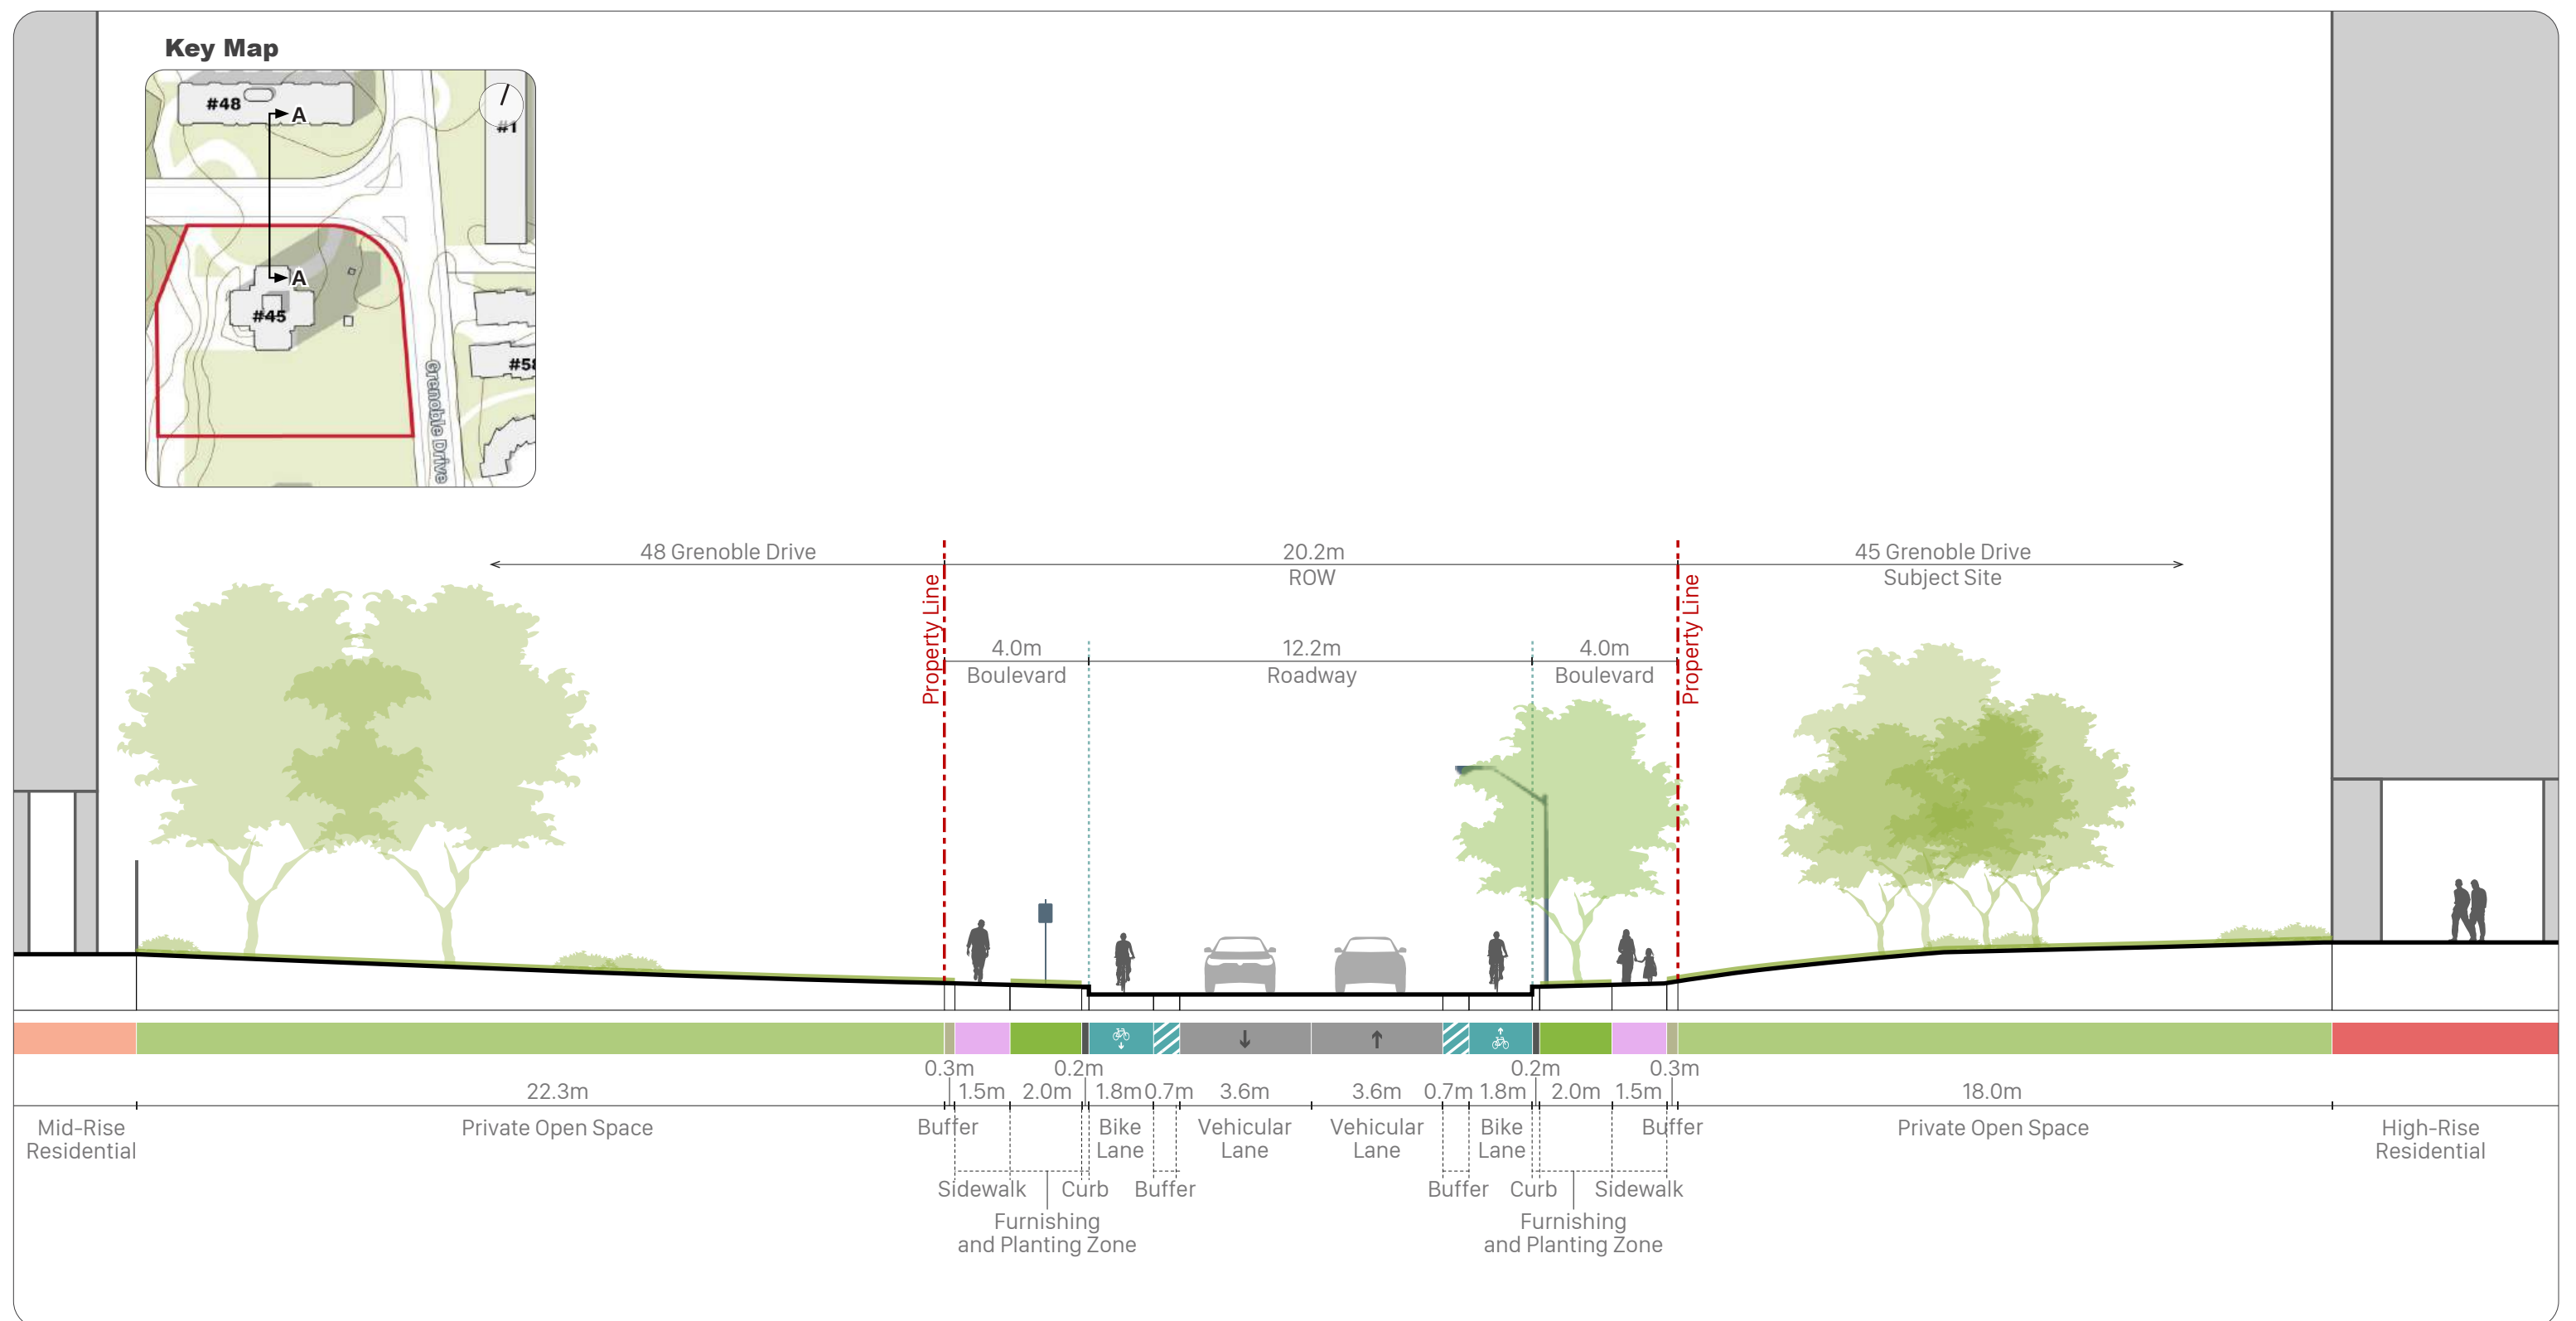 Key Map
#48
A
#1
A
#45
#58
Grenoble Drive
48 Grenoble Drive
20.2m
ROW
45 Grenoble Drive
Subject Site
Property Line
Property Line
4.0m
Boulevard
12.2m
Roadway
4.0m
Boulevard
0.3m
0.2m
0.2m
0.3m
22.3m
1.5m
2.0m
1.8m
0.7m
3.6m
3.6m
0.7m
1.8m
2.0m
1.5m
18.0m
Mid-Rise
Residential
Private Open Space
Buffer
Bike
Lane
Vehicular
Lane
Vehicular
Lane
Bike
Lane
Buffer
Private Open Space
High-Rise
Residential
Sidewalk
Curb
Buffer
Buffer
Curb
Sidewalk
Furnishing
and Planting Zone
Furnishing
and Planting Zone